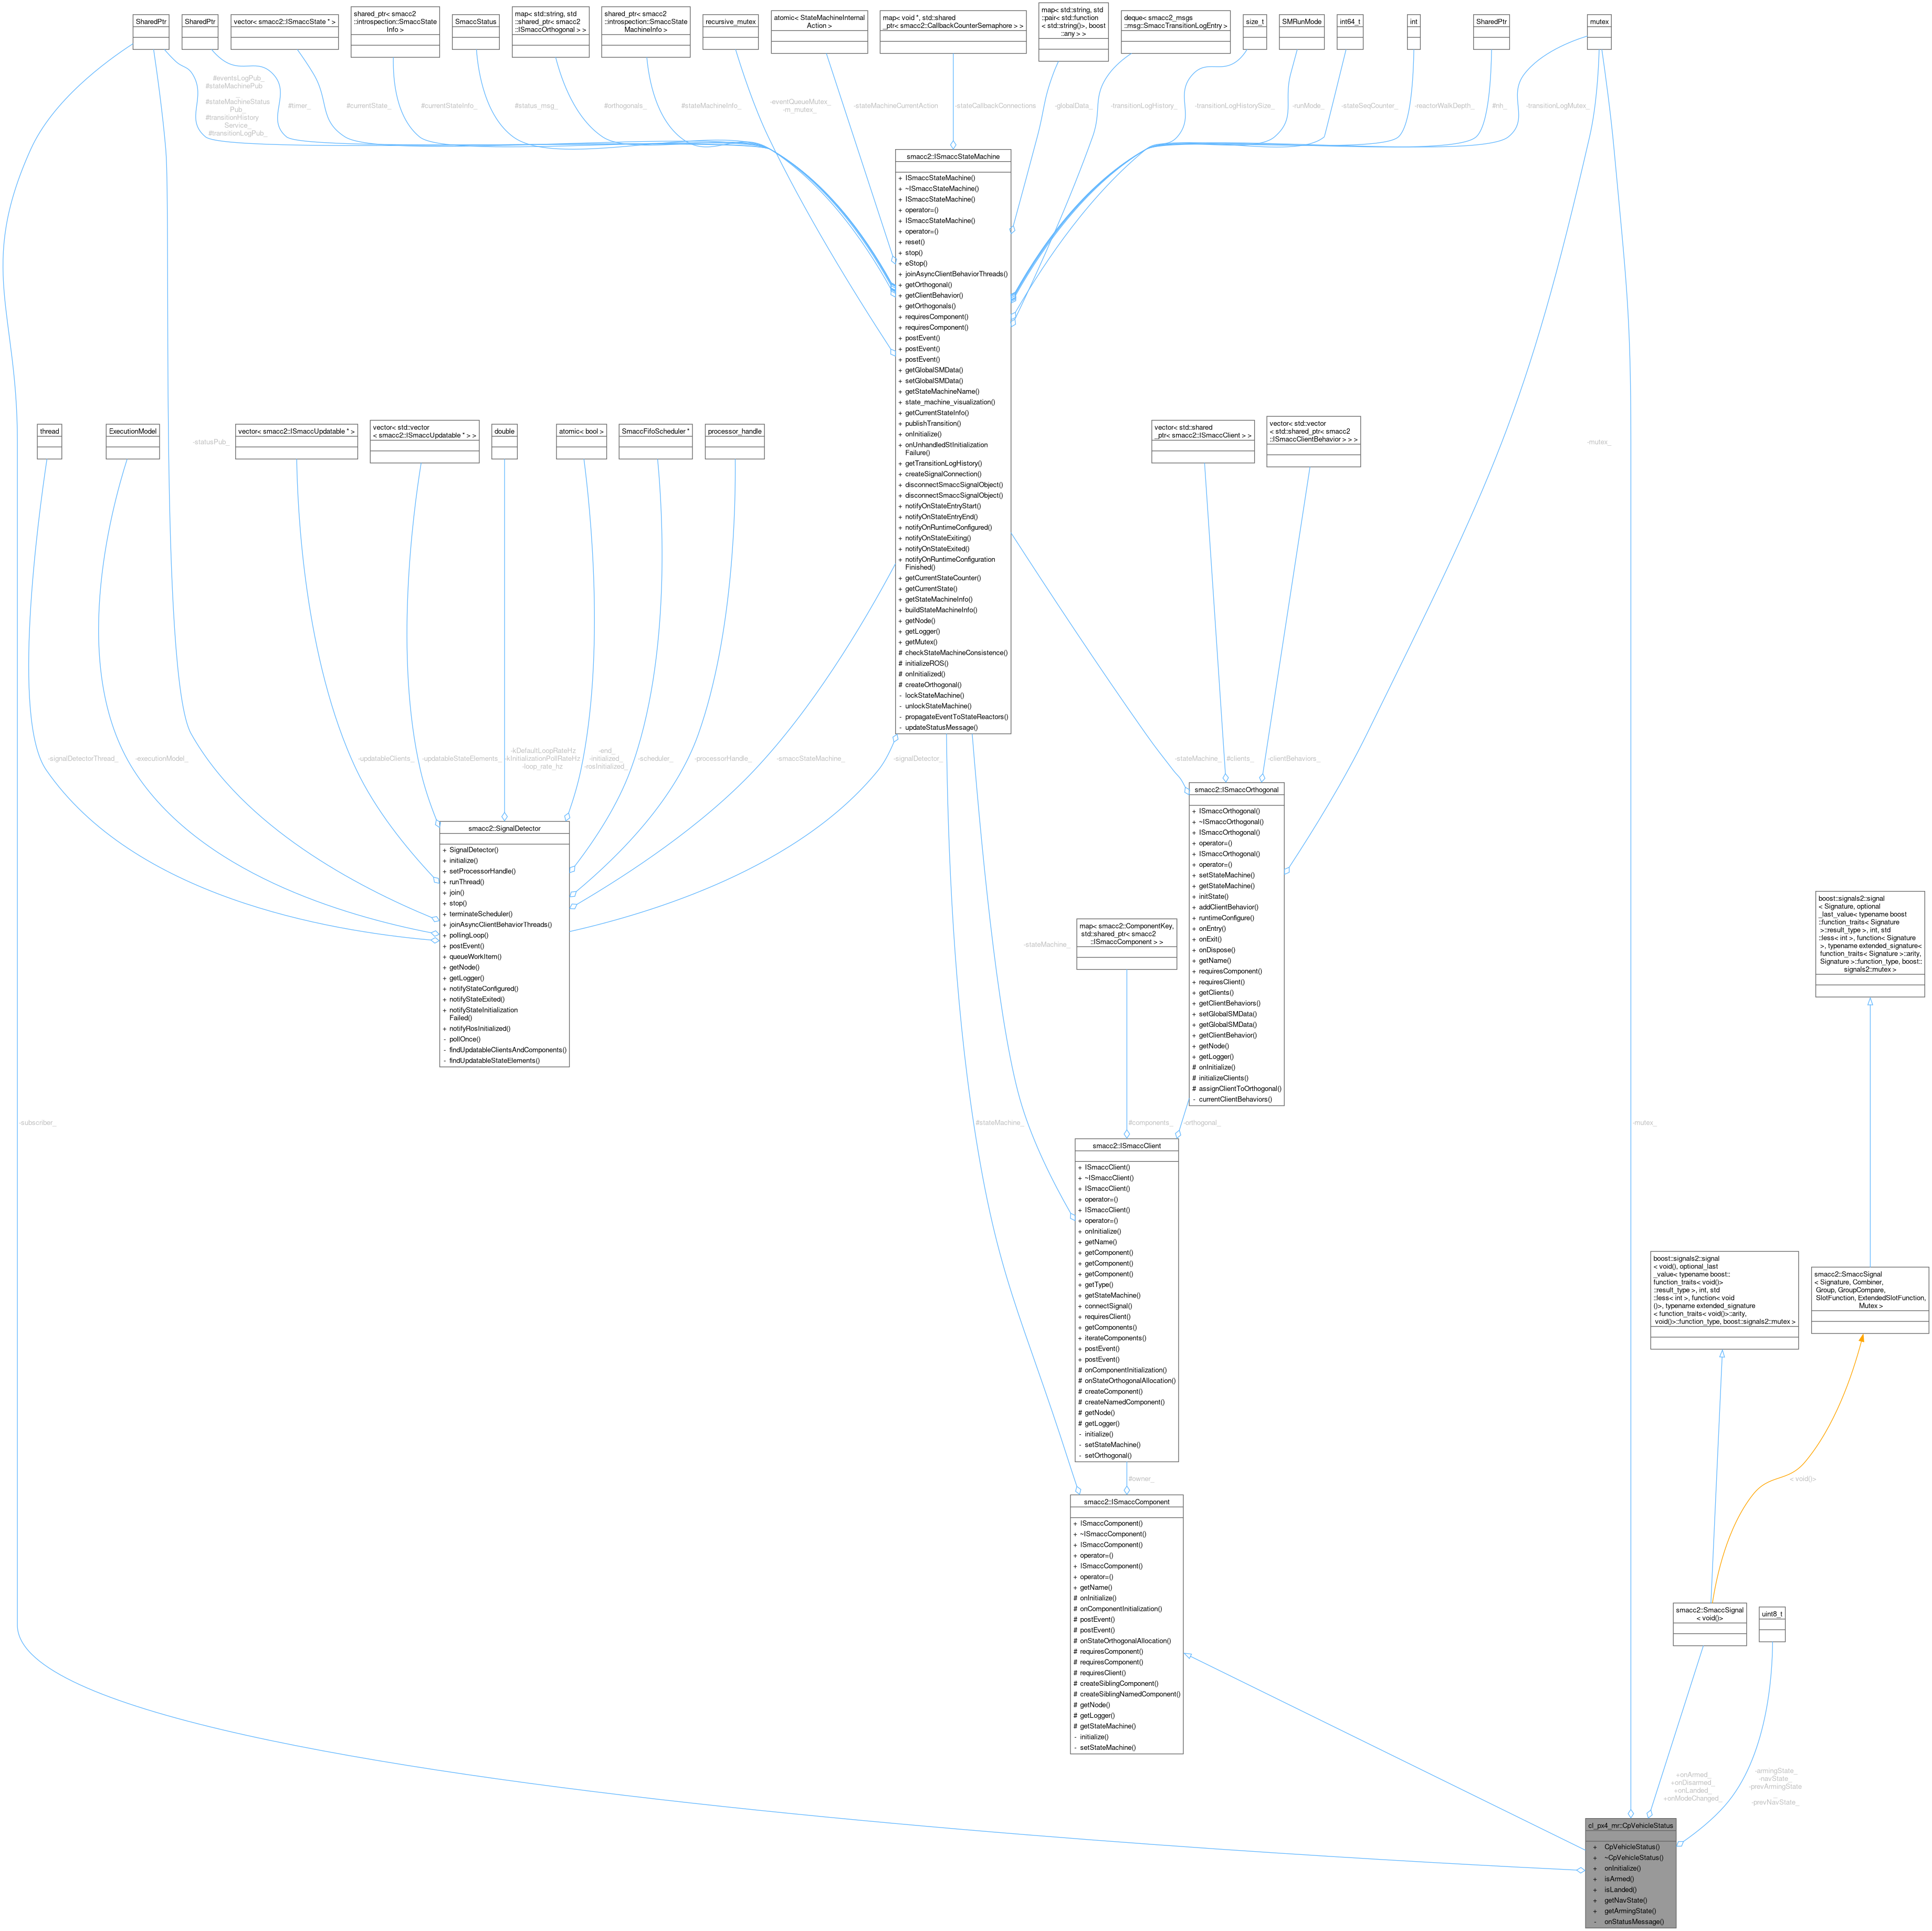 SharedPtr
SharedPtr
vector< smacc2::ISmaccState * >
shared_ptr< smacc2
::introspection::SmaccState
Info >
SmaccStatus
map< std::string, std
::shared_ptr< smacc2
::ISmaccOrthogonal > >
shared_ptr< smacc2
::introspection::SmaccState
MachineInfo >
recursive_mutex
atomic< StateMachineInternal
Action >
map< void *, std::shared
_ptr< smacc2::CallbackCounterSemaphore > >
map< std::string, std
::pair< std::function
< std::string()>, boost
::any > >
deque< smacc2_msgs
::msg::SmaccTransitionLogEntry >
size_t
SMRunMode
int64_t
int
SharedPtr
mutex
#eventsLogPub_
#stateMachinePub
_
#stateMachineStatus
Pub_
#transitionHistory
Service_
#transitionLogPub_
#timer_
#currentState_
#currentStateInfo_
#status_msg_
#orthogonals_
#stateMachineInfo_
-eventQueueMutex_
-m_mutex_
-stateMachineCurrentAction
-stateCallbackConnections
-globalData_
-transitionLogHistory_
-transitionLogHistorySize_
-runMode_
-stateSeqCounter_
-reactorWalkDepth_
#nh_
-transitionLogMutex_
smacc2::ISmaccStateMachine
+ ISmaccStateMachine()
+ ~ISmaccStateMachine()
+ ISmaccStateMachine()
+ operator=()
+ ISmaccStateMachine()
+ operator=()
+ reset()
+ stop()
+ eStop()
+ joinAsyncClientBehaviorThreads()
+ getOrthogonal()
+ getClientBehavior()
+ getOrthogonals()
+ requiresComponent()
+ requiresComponent()
+ postEvent()
+ postEvent()
+ postEvent()
+ getGlobalSMData()
+ setGlobalSMData()
+ getStateMachineName()
+ state_machine_visualization()
+ getCurrentStateInfo()
+ publishTransition()
+ onInitialize()
+ onUnhandledStInitialization
Failure()
+ getTransitionLogHistory()
+ createSignalConnection()
+ disconnectSmaccSignalObject()
+ disconnectSmaccSignalObject()
+ notifyOnStateEntryStart()
+ notifyOnStateEntryEnd()
+ notifyOnRuntimeConfigured()
+ notifyOnStateExiting()
+ notifyOnStateExited()
+ notifyOnRuntimeConfiguration
Finished()
+ getCurrentStateCounter()
+ getCurrentState()
+ getStateMachineInfo()
+ buildStateMachineInfo()
+ getNode()
+ getLogger()
+ getMutex()
# checkStateMachineConsistence()
# initializeROS()
# onInitialized()
# createOrthogonal()
- lockStateMachine()
- unlockStateMachine()
- propagateEventToStateReactors()
- updateStatusMessage()
thread
ExecutionModel
-statusPub_
vector< smacc2::ISmaccUpdatable * >
vector< std::vector
< smacc2::ISmaccUpdatable * > >
double
atomic< bool >
SmaccFifoScheduler *
processor_handle
vector< std::shared
_ptr< smacc2::ISmaccClient > >
vector< std::vector
< std::shared_ptr< smacc2
::ISmaccClientBehavior > > >
-mutex_
-signalDetectorThread_
-executionModel_
-updatableClients_
-updatableStateElements_
-kDefaultLoopRateHz
-kInitializationPollRateHz
-loop_rate_hz
-end_
-initialized_
-rosInitialized_
-scheduler_
-processorHandle_
-smaccStateMachine_
-signalDetector_
-stateMachine_
#clients_
-clientBehaviors_
smacc2::SignalDetector
+ SignalDetector()
+ initialize()
+ setProcessorHandle()
+ runThread()
+ join()
+ stop()
+ terminateScheduler()
+ joinAsyncClientBehaviorThreads()
+ pollingLoop()
+ postEvent()
+ queueWorkItem()
+ getNode()
+ getLogger()
+ notifyStateConfigured()
+ notifyStateExited()
+ notifyStateInitialization
Failed()
+ notifyRosInitialized()
- pollOnce()
- findUpdatableClientsAndComponents()
- findUpdatableStateElements()
smacc2::ISmaccOrthogonal
+ ISmaccOrthogonal()
+ ~ISmaccOrthogonal()
+ ISmaccOrthogonal()
+ operator=()
+ ISmaccOrthogonal()
+ operator=()
+ setStateMachine()
+ getStateMachine()
+ initState()
+ addClientBehavior()
+ runtimeConfigure()
+ onEntry()
+ onExit()
+ onDispose()
+ getName()
+ requiresComponent()
+ requiresClient()
+ getClients()
+ getClientBehaviors()
+ setGlobalSMData()
+ getGlobalSMData()
+ getClientBehavior()
+ getNode()
+ getLogger()
# onInitialize()
# initializeClients()
# assignClientToOrthogonal()
- currentClientBehaviors()
-stateMachine_
map< smacc2::ComponentKey,
std::shared_ptr< smacc2
::ISmaccComponent > >
boost::signals2::signal
< Signature, optional
_last_value< typename boost
::function_traits< Signature
>::result_type >, int, std
::less< int >, function< Signature
>, typename extended_signature<
function_traits< Signature >::arity,
Signature >::function_type, boost::
signals2::mutex >
-subscriber_
#stateMachine_
#components_
-orthogonal_
-mutex_
smacc2::ISmaccClient
+ ISmaccClient()
+ ~ISmaccClient()
+ ISmaccClient()
+ operator=()
+ ISmaccClient()
+ operator=()
+ onInitialize()
+ getName()
+ getComponent()
+ getComponent()
+ getComponent()
+ getType()
+ getStateMachine()
+ connectSignal()
+ requiresClient()
+ getComponents()
+ iterateComponents()
+ postEvent()
+ postEvent()
# onComponentInitialization()
# onStateOrthogonalAllocation()
# createComponent()
# createNamedComponent()
# getNode()
# getLogger()
- initialize()
- setStateMachine()
- setOrthogonal()
boost::signals2::signal
< void(), optional_last
_value< typename boost::
function_traits< void()>
::result_type >, int, std
::less< int >, function< void
()>, typename extended_signature
< function_traits< void()>::arity,
void()>::function_type, boost::signals2::mutex >
smacc2::SmaccSignal
< Signature, Combiner,
Group, GroupCompare,
SlotFunction, ExtendedSlotFunction,
Mutex >
#owner_
< void()>
smacc2::ISmaccComponent
+ ISmaccComponent()
+ ~ISmaccComponent()
+ ISmaccComponent()
+ operator=()
+ ISmaccComponent()
+ operator=()
+ getName()
# onInitialize()
# onComponentInitialization()
# postEvent()
# postEvent()
# onStateOrthogonalAllocation()
# requiresComponent()
# requiresComponent()
# requiresClient()
# createSiblingComponent()
# createSiblingNamedComponent()
# getNode()
# getLogger()
# getStateMachine()
- initialize()
- setStateMachine()
smacc2::SmaccSignal
< void()>
uint8_t
+onArmed_
+onDisarmed_
+onLanded_
+onModeChanged_
-armingState_
-navState_
-prevArmingState
_
-prevNavState_
cl_px4_mr::CpVehicleStatus
+ CpVehicleStatus()
+ ~CpVehicleStatus()
+ onInitialize()
+ isArmed()
+ isLanded()
+ getNavState()
+ getArmingState()
- onStatusMessage()